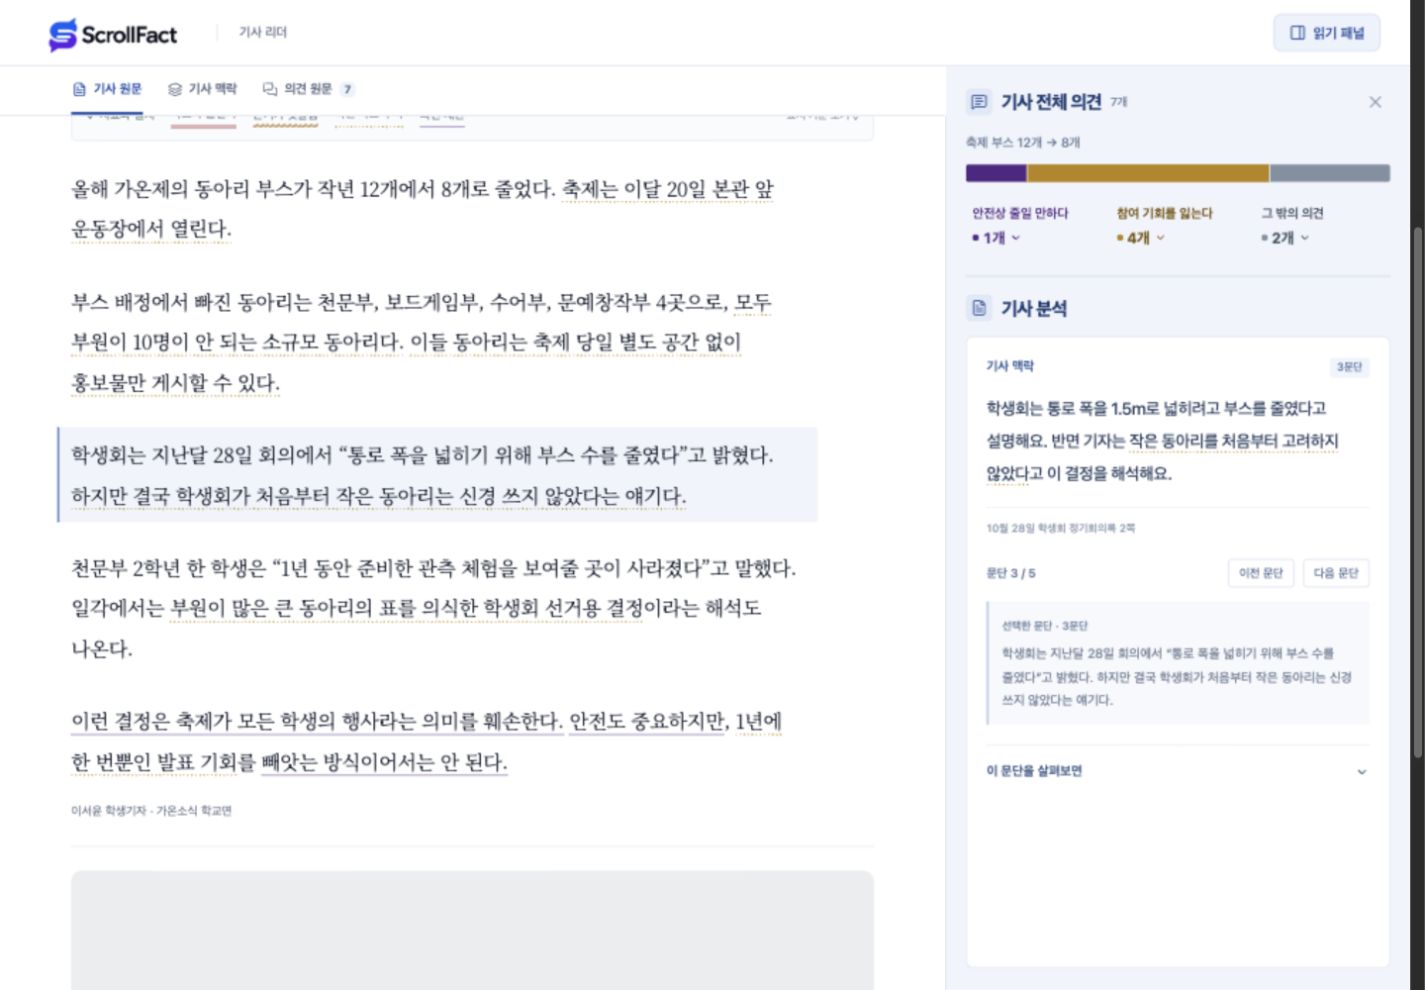 ScrollFact
기사 리더
읽기 패널
기사 원문
기사 맥락
의견 원문 7
올해 가온제의 동아리 부스가 작년 12개에서 8개로 줄었다. 축제는 이달 20일 본관 앞
운동장에서 열린다.
부스 배정에서 빠진 동아리는 천문부, 보드게임부, 수어부, 문예창작부 4곳으로, 모두
부원이 10명이 안 되는 소규모 동아리다. 이들 동아리는 축제 당일 별도 공간 없이
홍보물만 게시할 수 있다.
학생회는 지난달 28일 회의에서 “통로 폭을 넓히기 위해 부스 수를 줄였다”고 밝혔다.
하지만 결국 학생회가 처음부터 작은 동아리는 신경 쓰지 않았다는 얘기다.
천문부 2학년 한 학생은 “1년 동안 준비한 관측 체험을 보여줄 곳이 사라졌다”고 말했다.
일각에서는 부원이 많은 큰 동아리의 표를 의식한 학생회 선거용 결정이라는 해석도
나온다.
이런 결정은 축제가 모든 학생의 행사라는 의미를 훼손한다. 안전도 중요하지만, 1년에
한 번뿐인 발표 기회를 빼앗는 방식이어서는 안 된다.
이서윤 학생기자 · 가온소식 학교면
기사 전체 의견 7개
축제 부스 12개 → 8개
안전상 줄일 만하다
1개
참여 기회를 잃는다
4개
그 밖의 의견
2개
기사 분석
기사 맥락
3문단
학생회는 통로 폭을 1.5m로 넓히려고 부스를 줄였다고
설명해요. 반면 기자는 작은 동아리를 처음부터 고려하지
않았다고 이 결정을 해석해요.
10월 28일 학생회 정기회의록 2쪽
문단 3 / 5
이전 문단
다음 문단
선택한 문단 · 3문단
학생회는 지난달 28일 회의에서 “통로 폭을 넓히기 위해 부스 수를
줄였다”고 밝혔다. 하지만 결국 학생회가 처음부터 작은 동아리는 신경
쓰지 않았다는 얘기다.
이 문단을 살펴보면